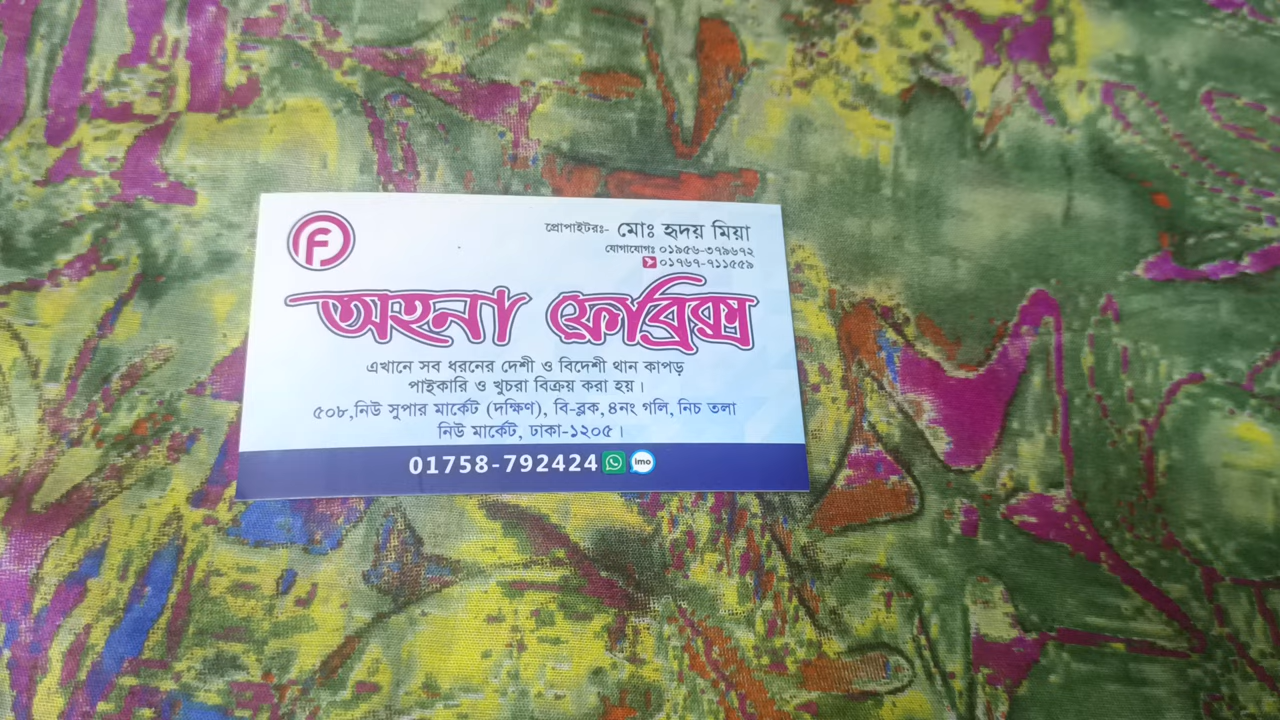 F
প্রোপাইটরঃ- মোঃ হৃদয় মিয়া
যোগাযোগঃ ০১৯৫৬-৩৭৯৬৭২
০১৭৬৭-৭১১৫৫৯
অহনা ফেব্রিক্স
এখানে সব ধরনের দেশী ও বিদেশী থান কাপড়
পাইকারি ও খুচরা বিক্রয় করা হয়।
৫০৮,নিউ সুপার মার্কেট (দক্ষিণ), বি-ব্লক,৪নং গলি, নিচ তলা
নিউ মার্কেট, ঢাকা-১২০৫।
01758-792424 imo